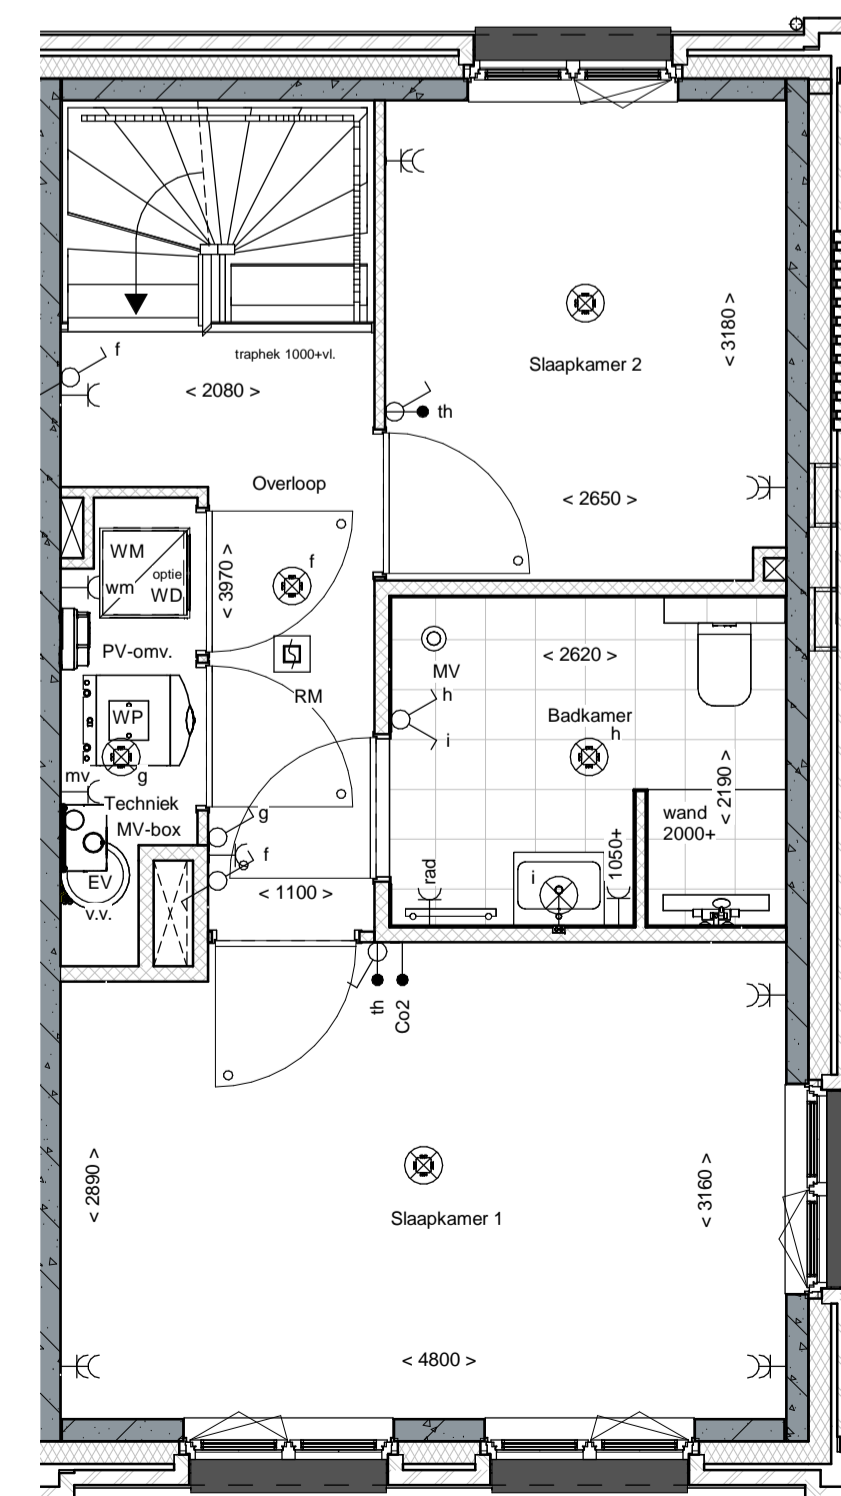 f
traphek 1000+vl.
< 2080 >
< 3180 >
Slaapkamer 2
th
Overloop
< 2650 >
WM
optie
wm
WD
< 3970 >
f
PV-omv.
< 2620 >
MV
RM
h
WP
Badkamer
h
i
mv
g
< 2190 >
Techniek
g
wand
2000+
MV-box
f
1050+
rad
i
EV
< 1100 >
v.v.
th
Co2
< 2890 >
< 3160 >
Slaapkamer 1
< 4800 >